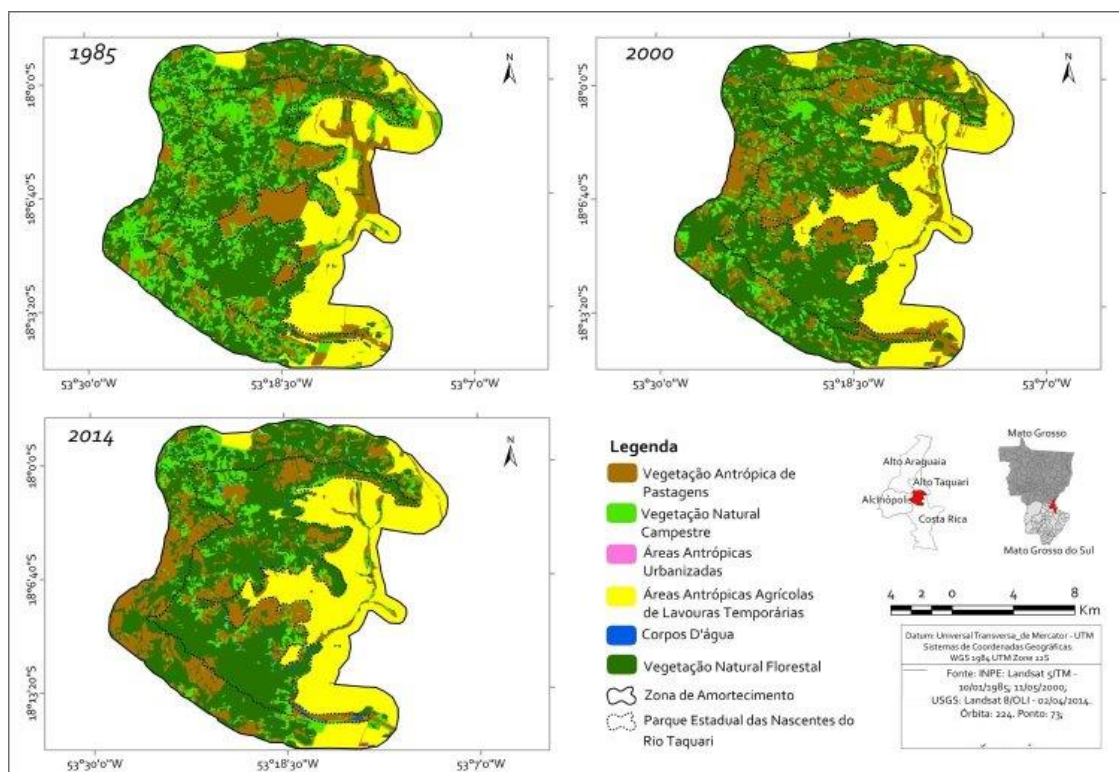 1985
N
18°0'0"S
18°6'40"S
18°13'20"S
53°30'0"W
53°18'30"W
53°7'0"W
2000
N
18°0'0"S
18°6'40"S
18°13'20"S
53°30'0"W
53°18'30"W
53°7'0"W
2014
N
18°0'0"S
18°6'40"S
18°13'20"S
53°30'0"W
53°18'30"W
53°7'0"W
Legenda
Vegetação Antrópica de
Pastagens
Vegetação Natural
Campestre
Áreas Antrópicas
Urbanizadas
Áreas Antrópicas Agrícolas
de Lavouras Temporárias
Corpos D'água
Vegetação Natural Florestal
Zona de Amortecimento
Parque Estadual das Nascentes do
Rio Taquari
Alto Araguaia
Alto Taquari
Alcinópolis
Costa Rica
Mato Grosso
Mato Grosso do Sul
4 2 0 4 8
Km
Datum: Universal Transversa_de Mercator - UTM
Sistemas de Coordenadas Geográficas:
WGS 1984 UTM Zone 22S
Fonte: INPE: Landsat 5/TM -
10/01/1985; 11/05/2000;
USGS: Landsat 8/OLI - 02/04/2014.
Órbita: 224. Ponto: 73;